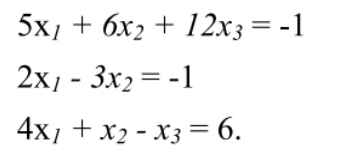 5x₁ + 6x₂ + 12x₃ = -1
2x₁ - 3x₂ = -1
4x₁ + x₂ - x₃ = 6.